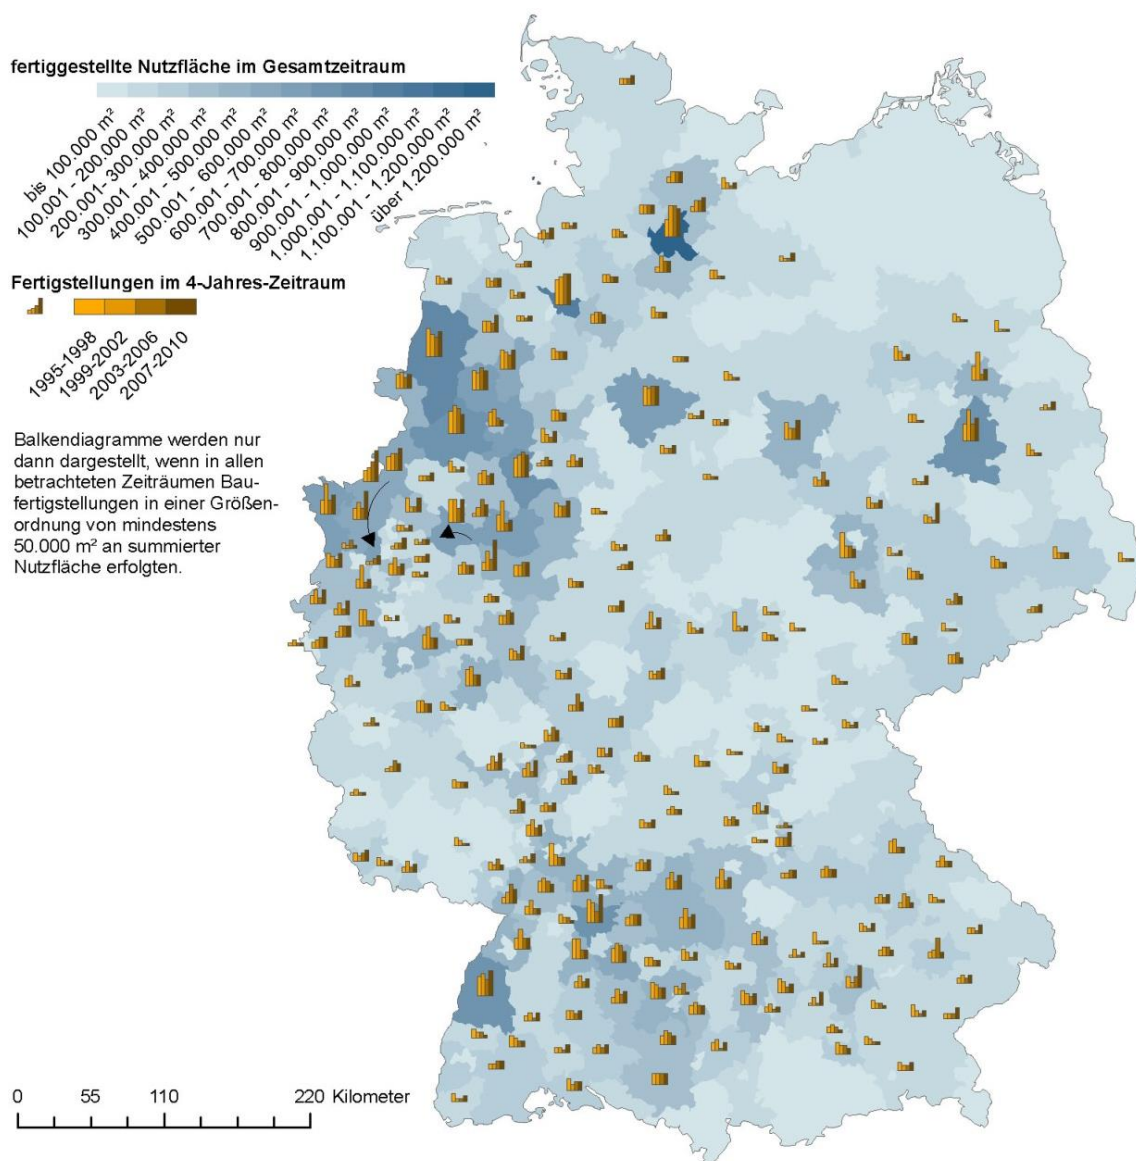 fertiggestellte Nutzfläche im Gesamtzeitraum
bis 100.000 m²
100.001 - 200.000 m²
200.001-300.000 m²
300.001 - 400.000 m²
400.001 - 500.000 m²
500.001 - 600.000 m²
600.001 - 700.000 m²
700.001 - 800.000 m²
800.001 - 900.000 m²
900.001 - 1.000.000 m²
1.000.001 - 1.100.000 m²
1.100.001 - 1.200.000 m²
über 1.200.000 m²
Fertigstellungen im 4-Jahres-Zeitraum
1995-1998
1999-2002
2003-2006
2007-2010
Balkendiagramme werden nur
dann dargestellt, wenn in allen
betrachteten Zeiträumen Bau-
fertigstellungen in einer Größen-
ordnung von mindestens
50.000 m² an summierter
Nutzfläche erfolgten.
0 55 110 220 Kilometer